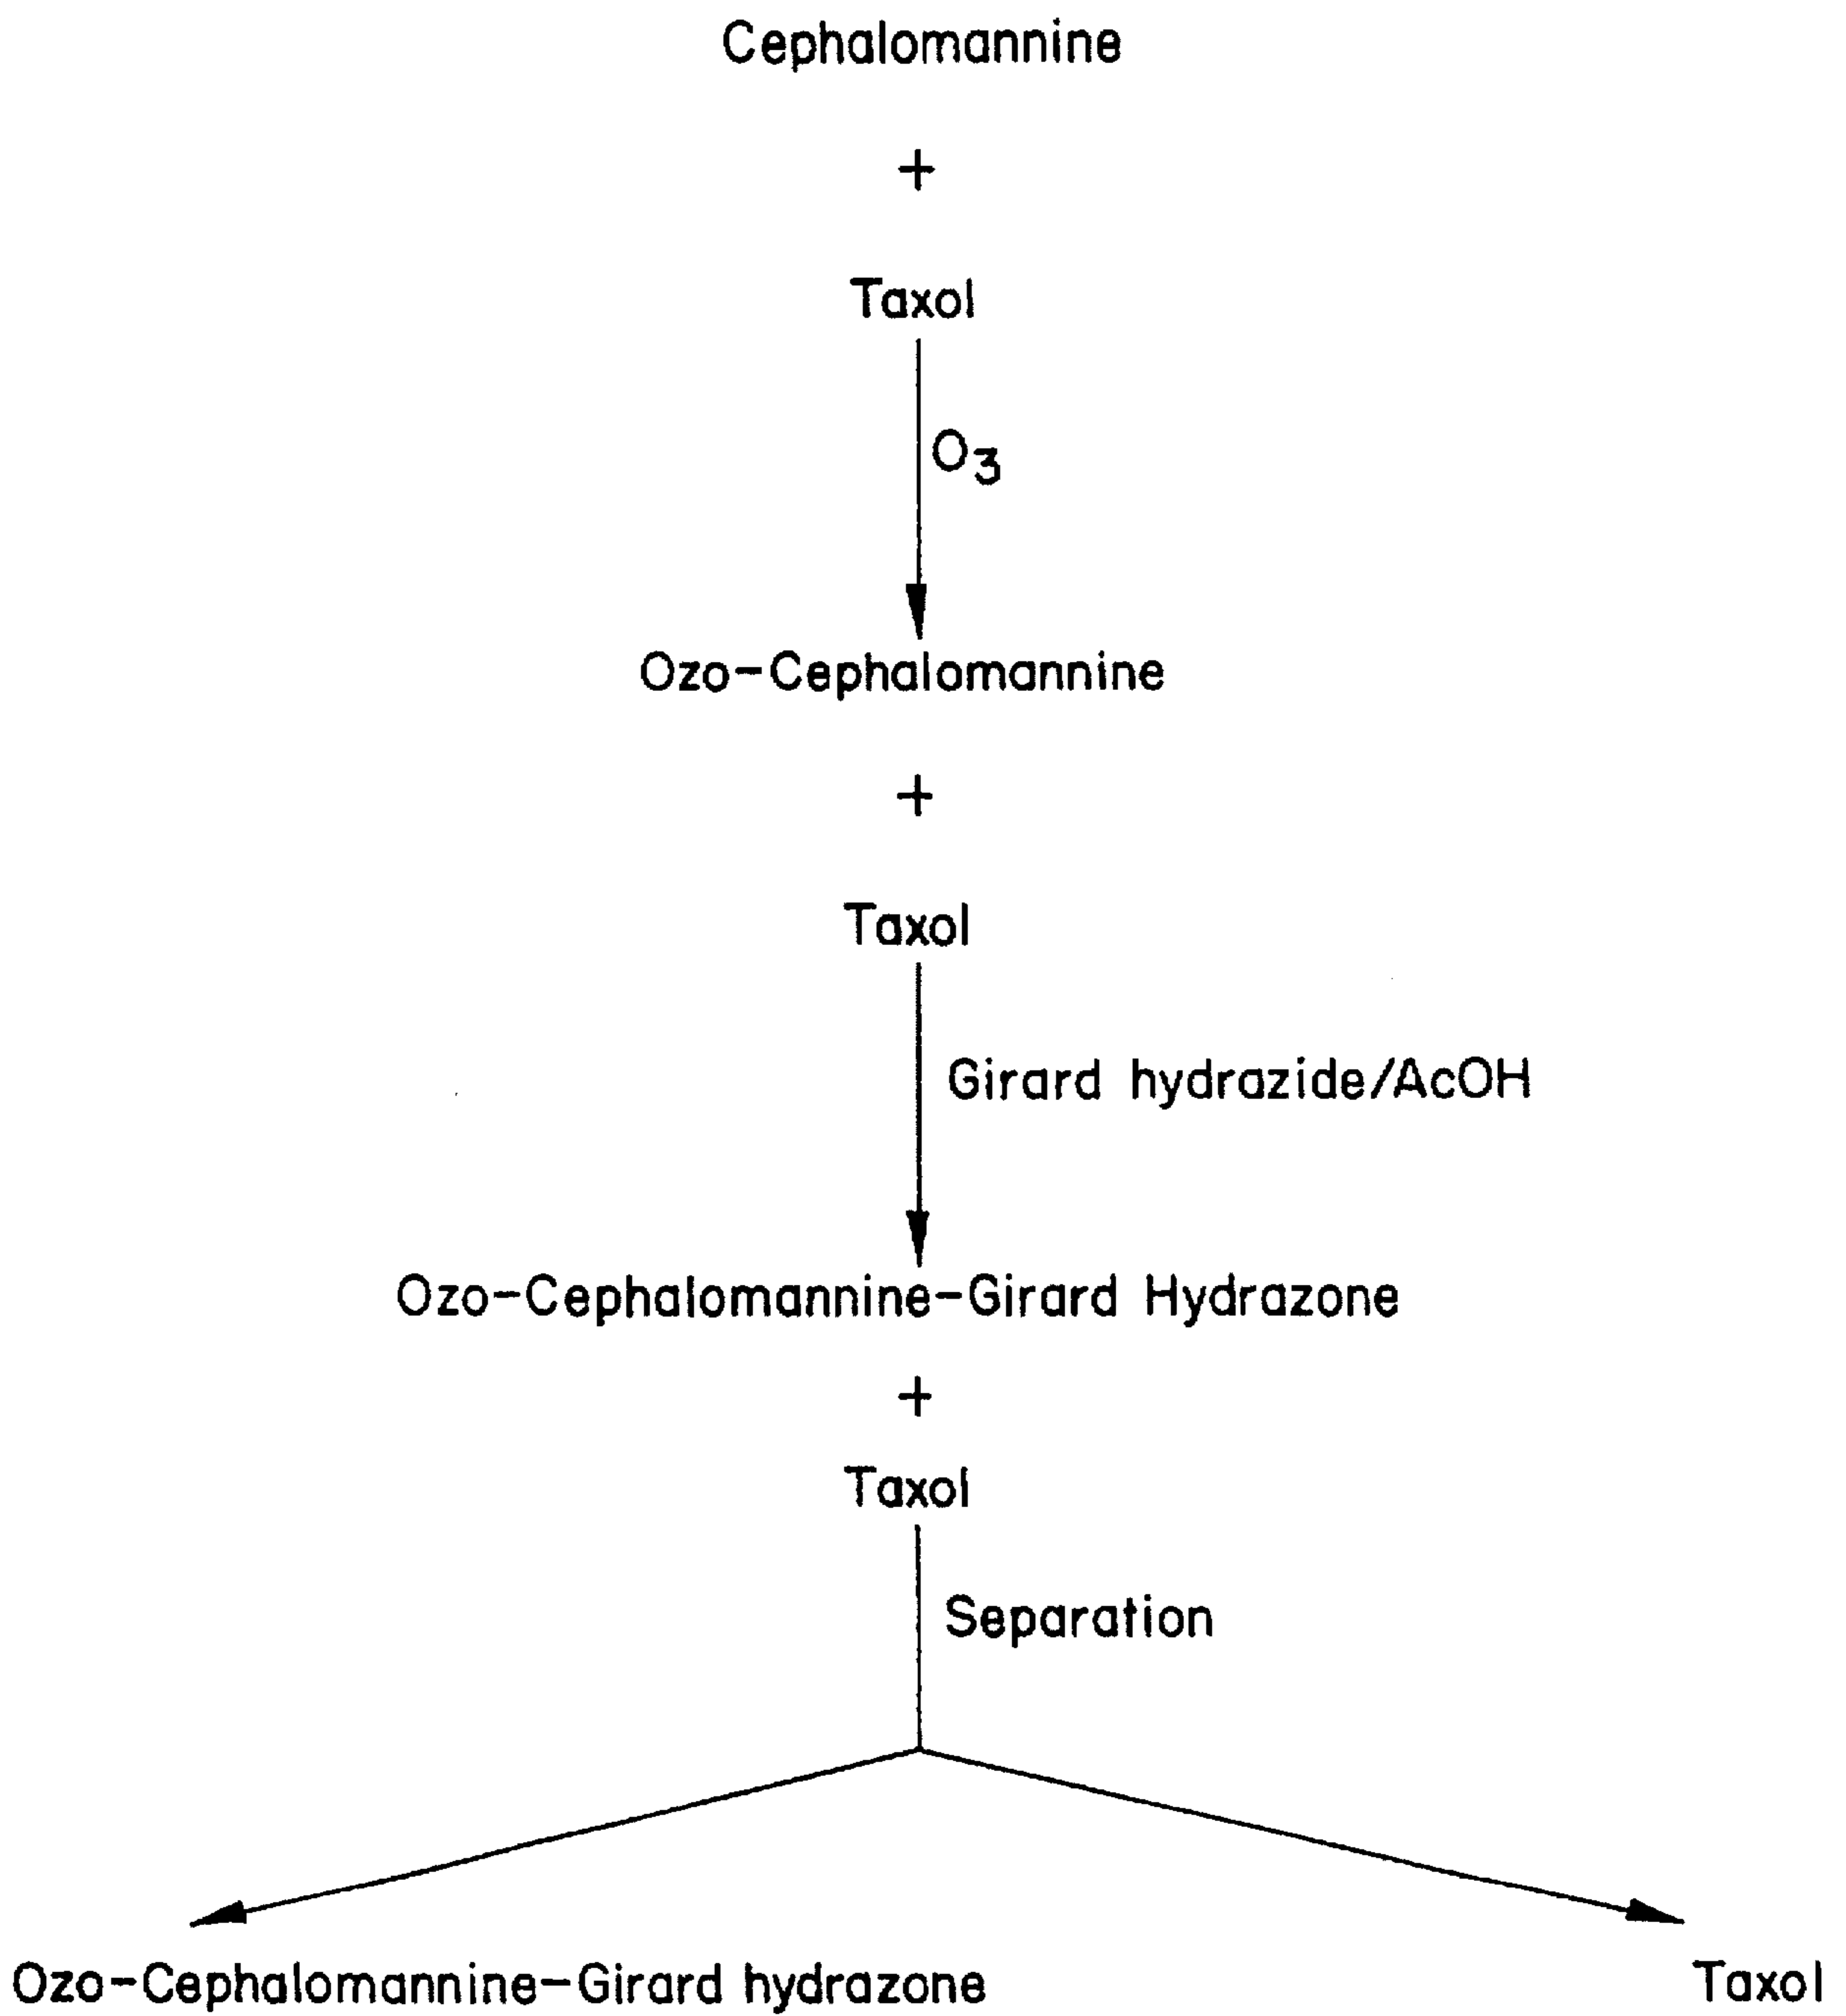 Cephalomannine
+
Taxol
O3
Ozo-Cephalomannine
+
Taxol
Girard hydrazide/AcOH
Ozo-Cephalomannine-Girard Hydrazone
+
Taxol
Separation
Ozo-Cephalomannine-Girard hydrazone
Taxol